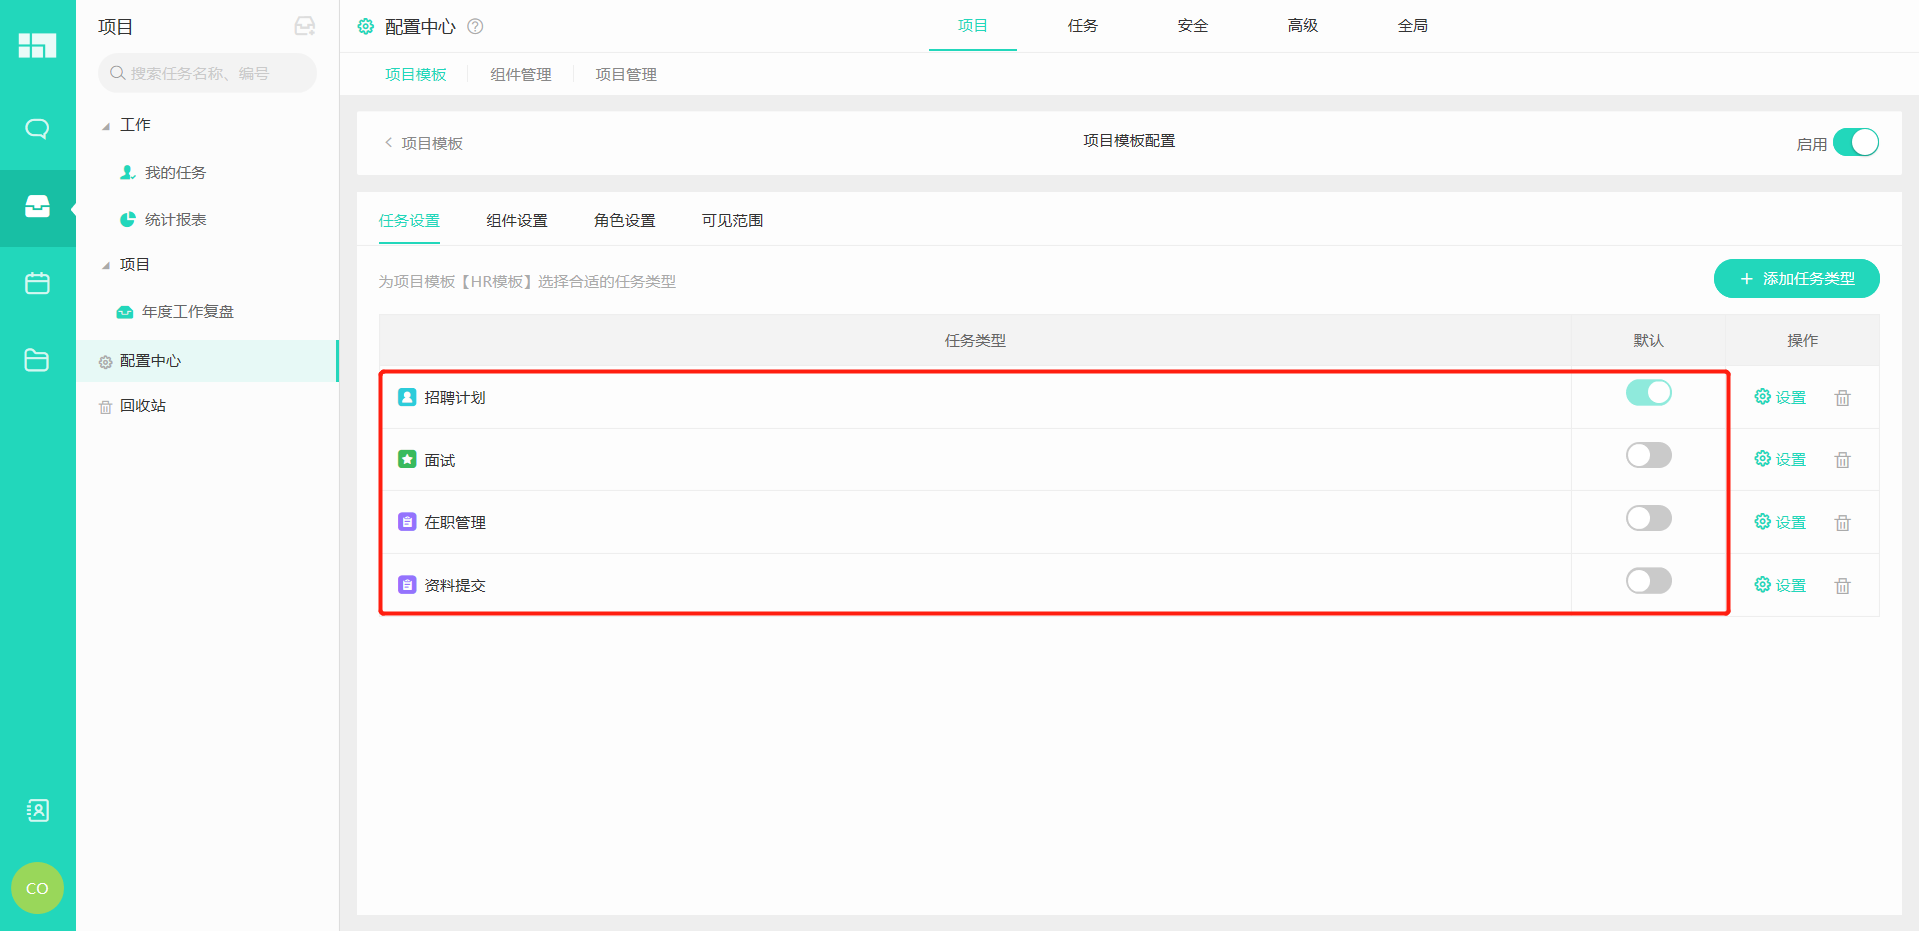 项目
搜索任务名称、编号
工作
我的任务
统计报表
项目
年度工作复盘
配置中心
回收站
CO
配置中心 ?
项目 任务 安全 高级 全局
项目模板 组件管理 项目管理
< 项目模板
项目模板配置
启用
任务设置 组件设置 角色设置 可见范围
为项目模板【HR模板】选择合适的任务类型
+ 添加任务类型
任务类型 默认 操作
招聘计划 设置
面试 设置
在职管理 设置
资料提交 设置